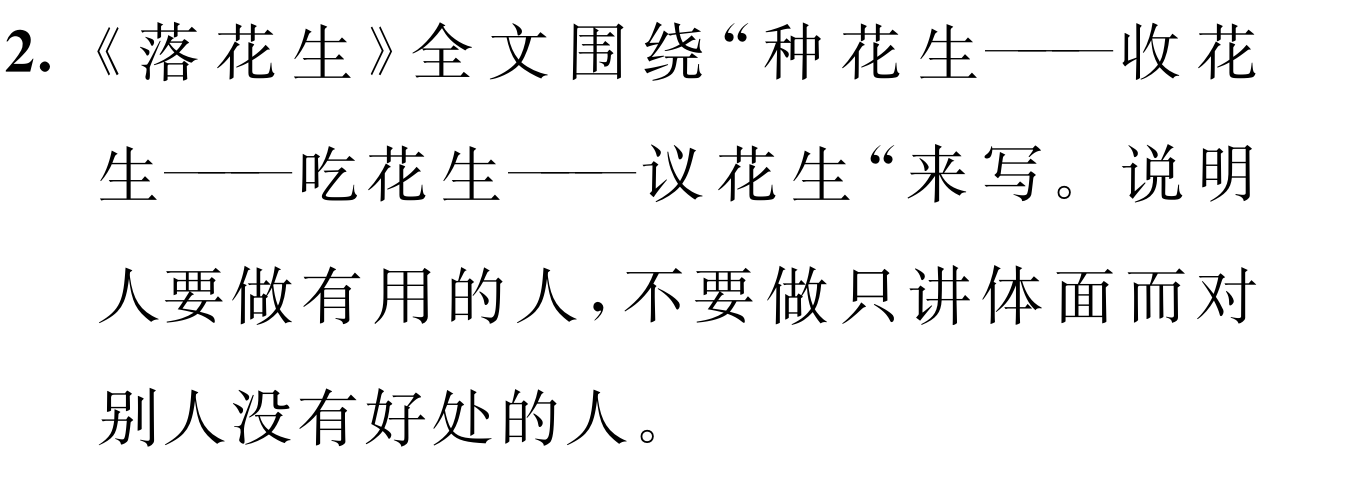 2. 《落花生》全文围绕“种花生——收花
生——吃花生——议花生“来写。说明
人要做有用的人,不要做只讲体面而对
别人没有好处的人。